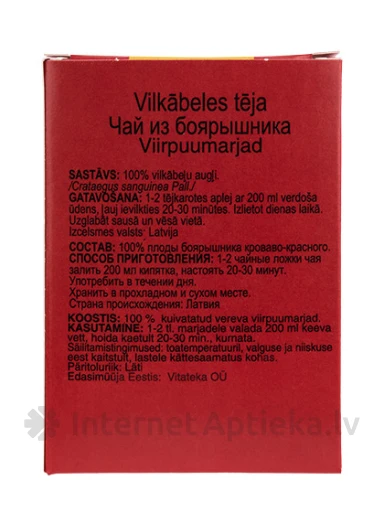 Vilkābeles tēja
Чай из боярышника
Viirpuumarjad
SASTĀVS: 100% vilkābeļu augļi.
/Crataegus sanguinea Pall./
GATAVOŠANA: 1-2 tējkarotes aplej ar 200 ml verdoša
ūdens, ļauj ievilkties 20-30 minūtes. Izlietot dienas laikā.
Uzglabāt sausā un vēsā vietā.
Izcelsmes valsts: Latvija
СОСТАВ: 100% плоды боярышника кроваво-красного.
СПОСОБ ПРИГОТОВЛЕНИЯ: 1-2 чайные ложки чая
залить 200 мл кипятка, настоять 20-30 минут.
Употребить в течении дня.
Хранить в прохладном и сухом месте.
Страна происхождения: Латвия.
KOOSTIS: 100 % kuivatatud vereva viirpuumarjad.
KASUTAMINE: 1-2 tl. marjadele valada 200 ml keeva
vett, hoida kaetult 20-30 min., kurnata.
Säilitamistingimused: toatemperatuuril, valguse ja niiskuse
eest kaitstult, lastele kättesaamatus kohas.
Päritoluriik: Läti
Edasimüüja Eestis: Vitateka OÜ
InternetAptieka.lv